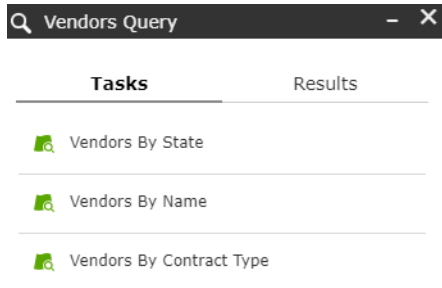 Vendors Query
Tasks Results
Vendors By State
Vendors By Name
Vendors By Contract Type